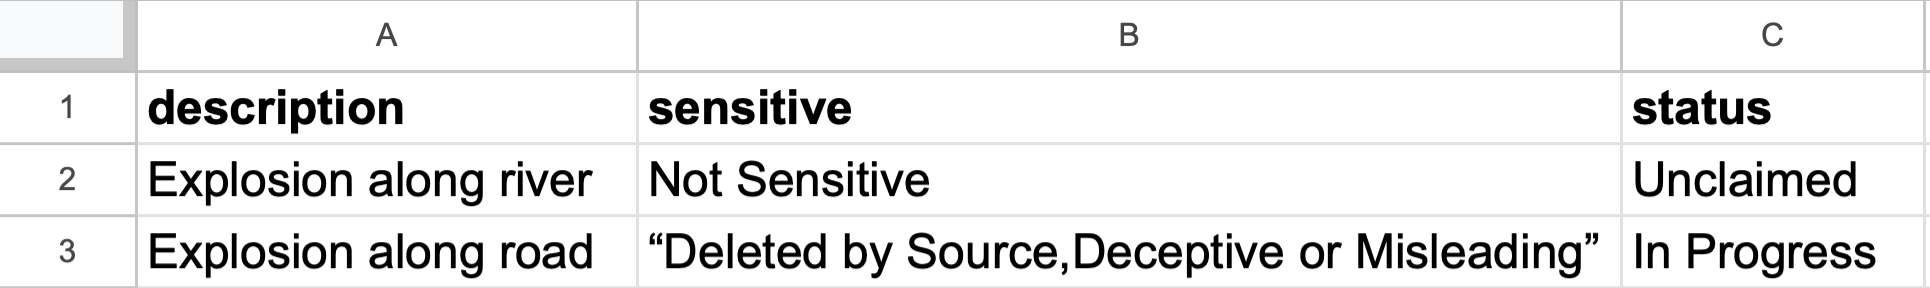 A B C
1 description sensitive status
2 Explosion along river Not Sensitive Unclaimed
3 Explosion along road “Deleted by Source,Deceptive or Misleading” In Progress